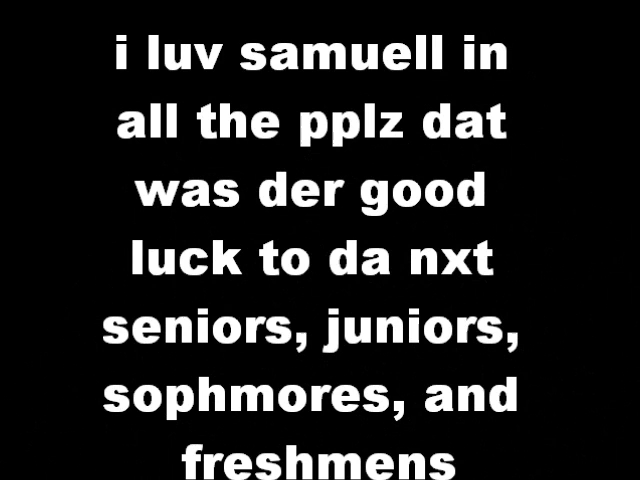 i luv samuell in
all the pplz dat
was der good
luck to da nxt
seniors, juniors,
sophmores, and
freshmens